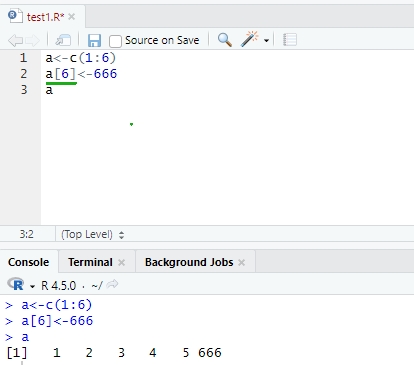 test1.R*
Source on Save
1 a<-c(1:6)
2 a[6]<-666
3 a
3:2 (Top Level)
Console Terminal Background Jobs
R R 4.5.0 · ~/
> a<-c(1:6)
> a[6]<-666
> a
[1]   1   2   3   4   5 666